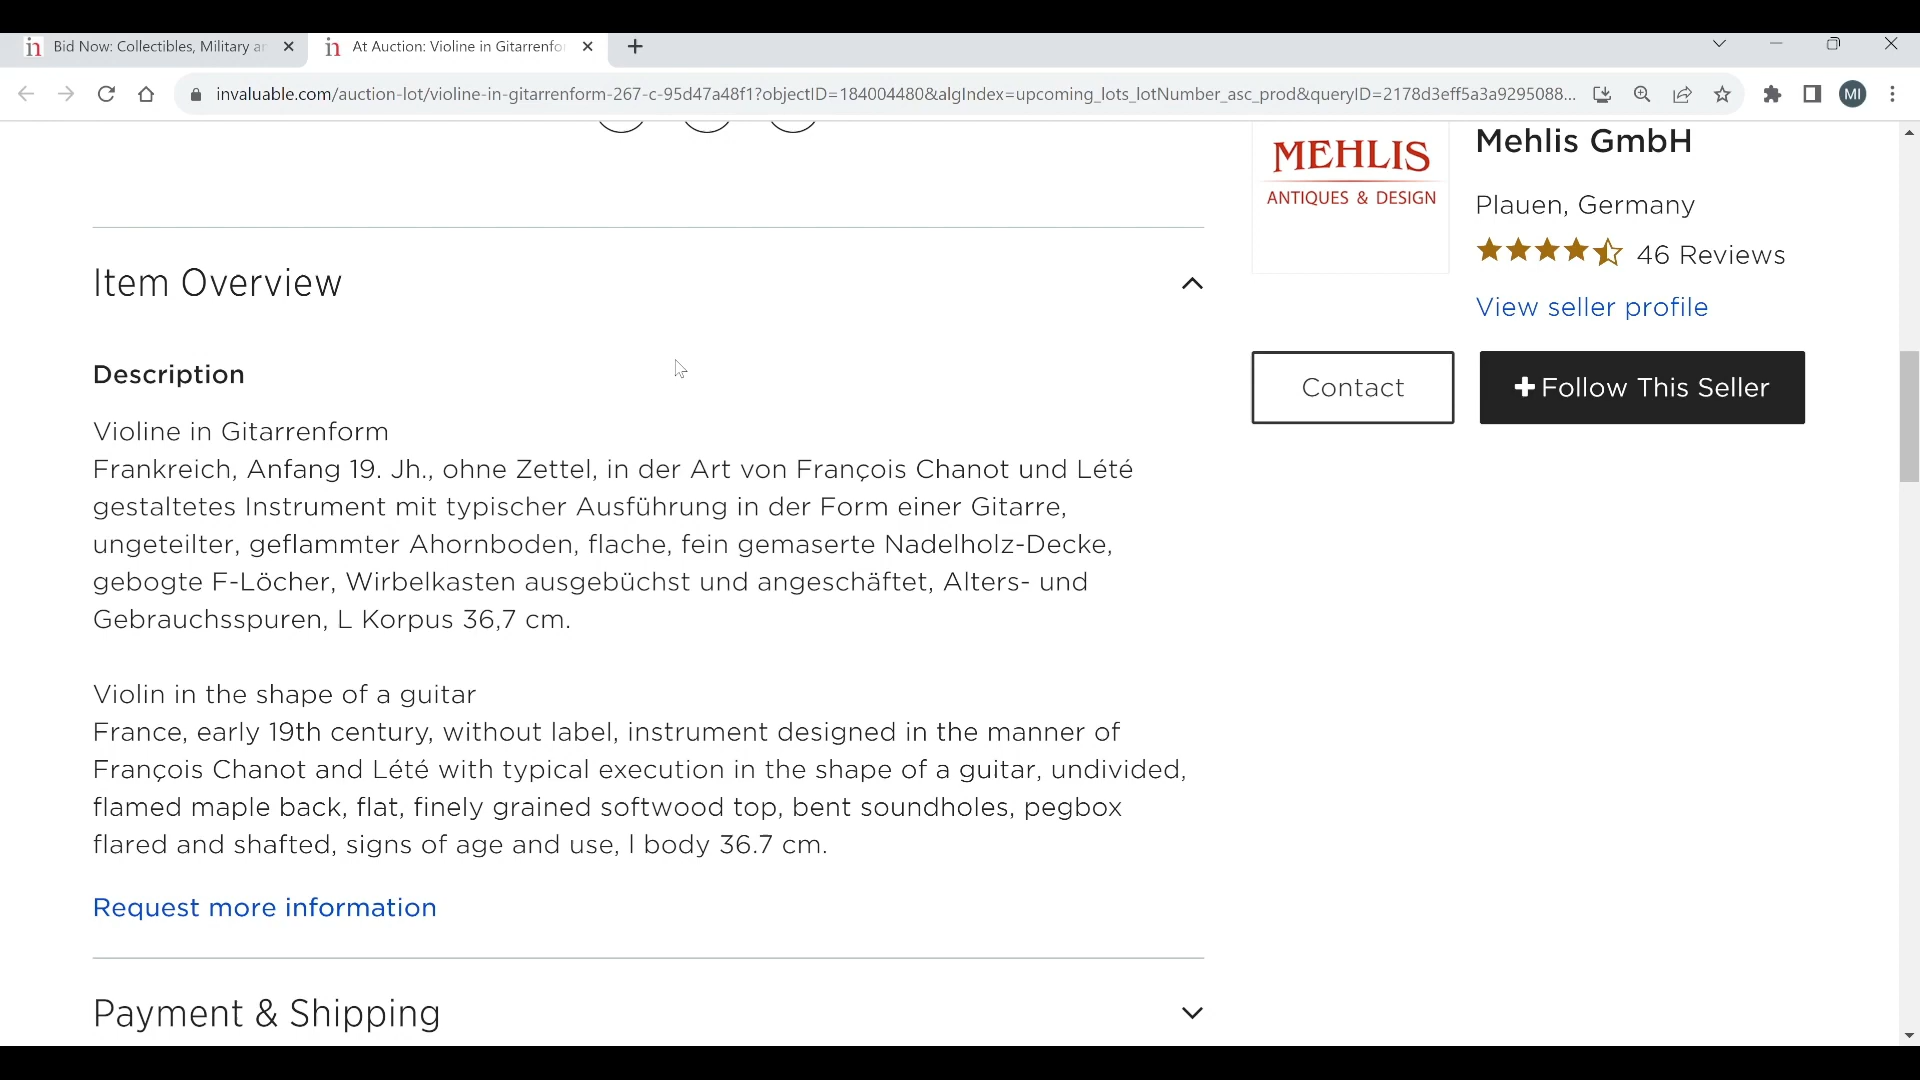 Bid Now: Collectibles, Military ar
At Auction: Violine in Gitarrenfo
invaluable.com/auction-lot/violine-in-gitarrenform-267-c-95d47a48f1?objectID=184004480&algIndex=upcoming_lots_lotNumber_asc_prod&queryID=2178d3eff5a3a9295088...
MI
MEHLIS
ANTIQUES & DESIGN
Mehlis GmbH
Plauen, Germany
46 Reviews
View seller profile
Contact
+ Follow This Seller
Item Overview
Description
Violine in Gitarrenform
Frankreich, Anfang 19. Jh., ohne Zettel, in der Art von François Chanot und Lété
gestaltetes Instrument mit typischer Ausführung in der Form einer Gitarre,
ungeteilter, geflammter Ahornboden, flache, fein gemaserte Nadelholz-Decke,
gebogte F-Löcher, Wirbelkasten ausgebüchst und angeschäftet, Alters- und
Gebrauchsspuren, L Korpus 36,7 cm.
Violin in the shape of a guitar
France, early 19th century, without label, instrument designed in the manner of
François Chanot and Lété with typical execution in the shape of a guitar, undivided,
flamed maple back, flat, finely grained softwood top, bent soundholes, pegbox
flared and shafted, signs of age and use, l body 36.7 cm.
Request more information
Payment & Shipping